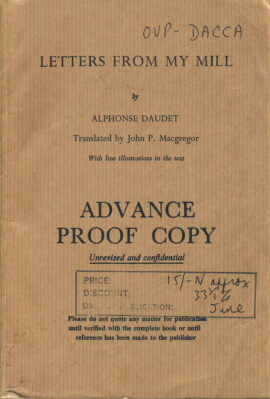 OUP - DACCA
LETTERS FROM MY MILL
by
ALPHONSE DAUDET
Translated by John P. Macgregor
With line illustrations in the text
ADVANCE
PROOF COPY
Unrevised and confidential
PRICE: 15/-N approx
DISCOUNT: 33⅓%
June
Please do not quote any matter for publication
until verified with the complete book or until
reference has been made to the publisher